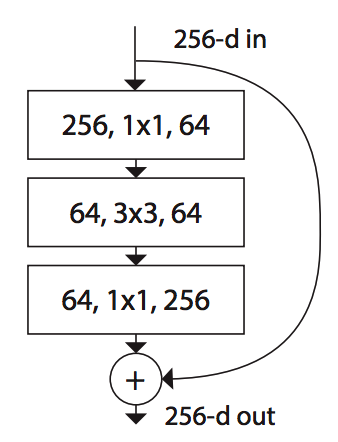 256-d in
256, 1x1, 64
64, 3x3, 64
64, 1x1, 256
+
256-d out